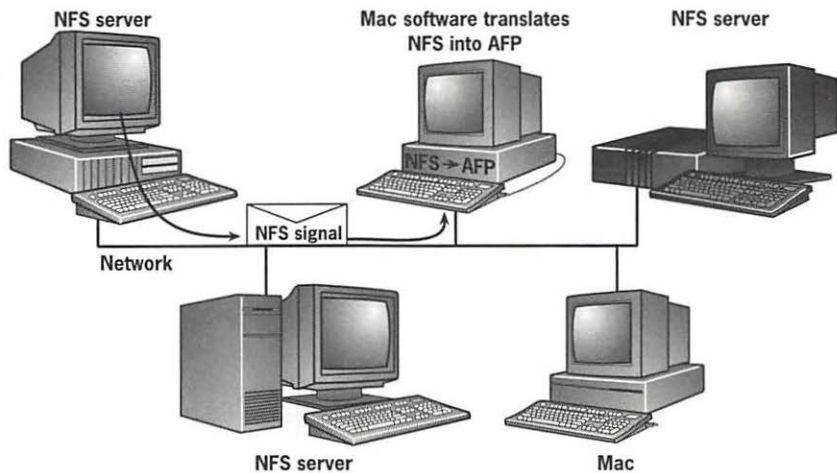 NFS server
Mac software translates
NFS into AFP
NFS server
NFS → AFP
NFS signal
Network
NFS server
Mac